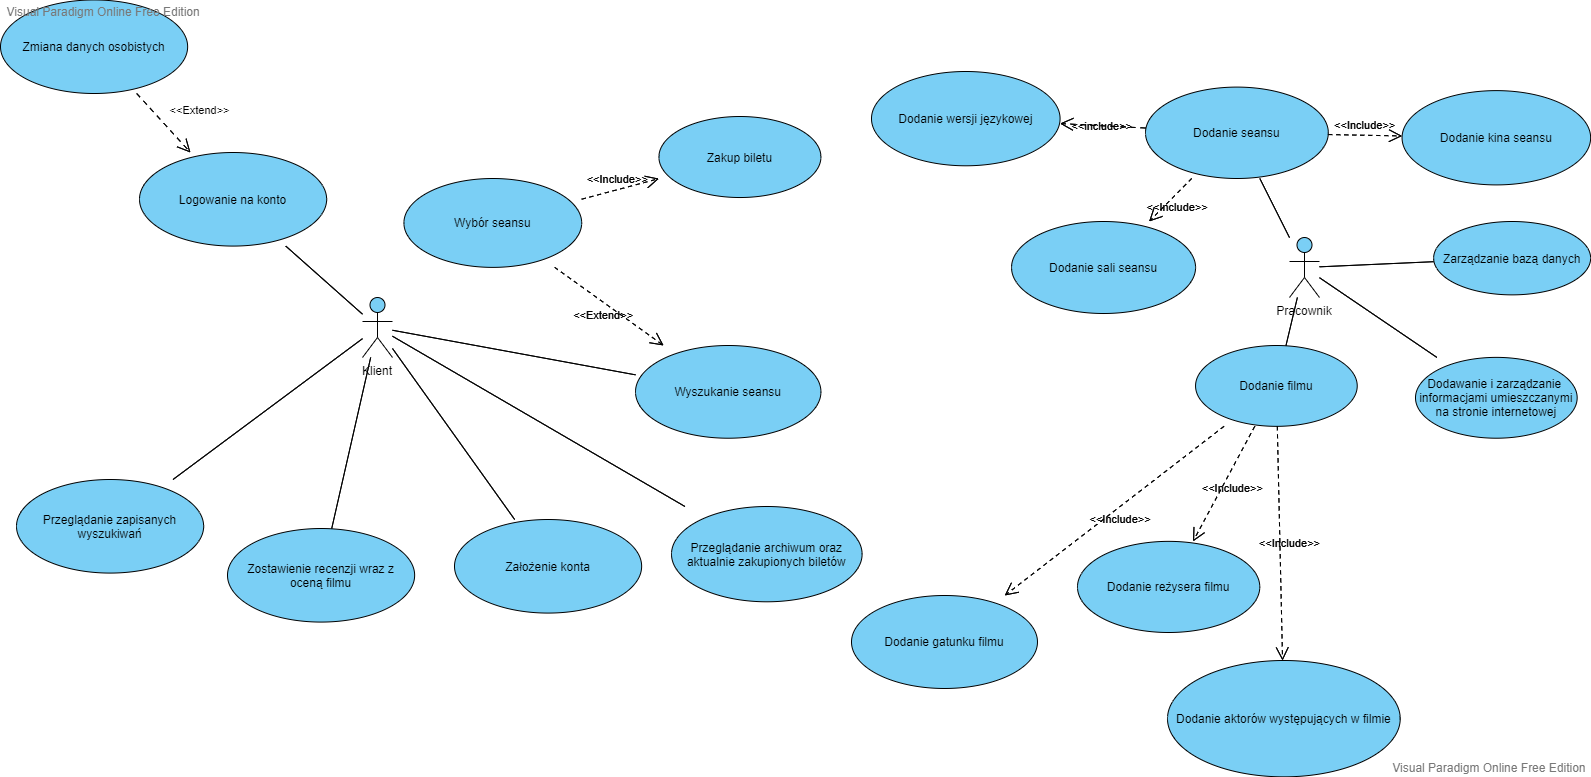 Visual Paradigm Online Free Edition
Zmiana danych osobistych
<<Extend>>
Logowanie na konto
Klient
Wybór seansu
<<Include>>
Zakup biletu
<<Extend>>
Wyszukanie seansu
Przeglądanie zapisanych
wyszukiwań
Zostawienie recenzji wraz z
oceną filmu
Założenie konta
Przeglądanie archiwum oraz
aktualnie zakupionych biletów
Dodanie wersji językowej
<<include>>
Dodanie seansu
<<Include>>
Dodanie kina seansu
<<Include>>
Dodanie sali seansu
Pracownik
Zarządzanie bazą danych
Dodanie filmu
Dodawanie i zarządzanie
informacjami umieszczanymi
na stronie internetowej
<<Include>>
<<Include>>
<<Include>>
Dodanie reżysera filmu
Dodanie gatunku filmu
Dodanie aktorów występujących w filmie
Visual Paradigm Online Free Edition